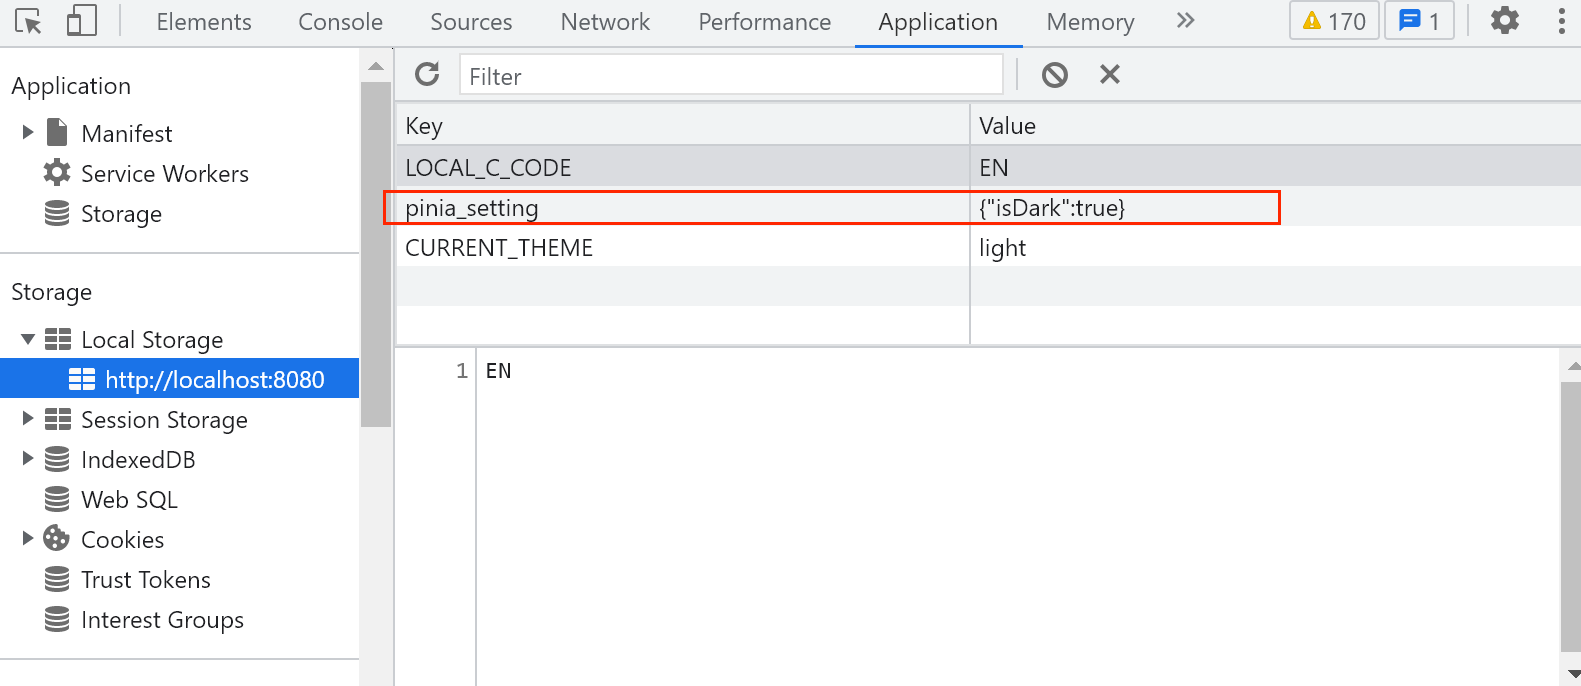 Elements Console Sources Network Performance Application Memory » 170 1
Application
Manifest
Service Workers
Storage
Storage
Local Storage
http://localhost:8080
Session Storage
IndexedDB
Web SQL
Cookies
Trust Tokens
Interest Groups
Filter
Key Value
LOCAL_C_CODE EN
pinia_setting {"isDark":true}
CURRENT_THEME light
1 EN